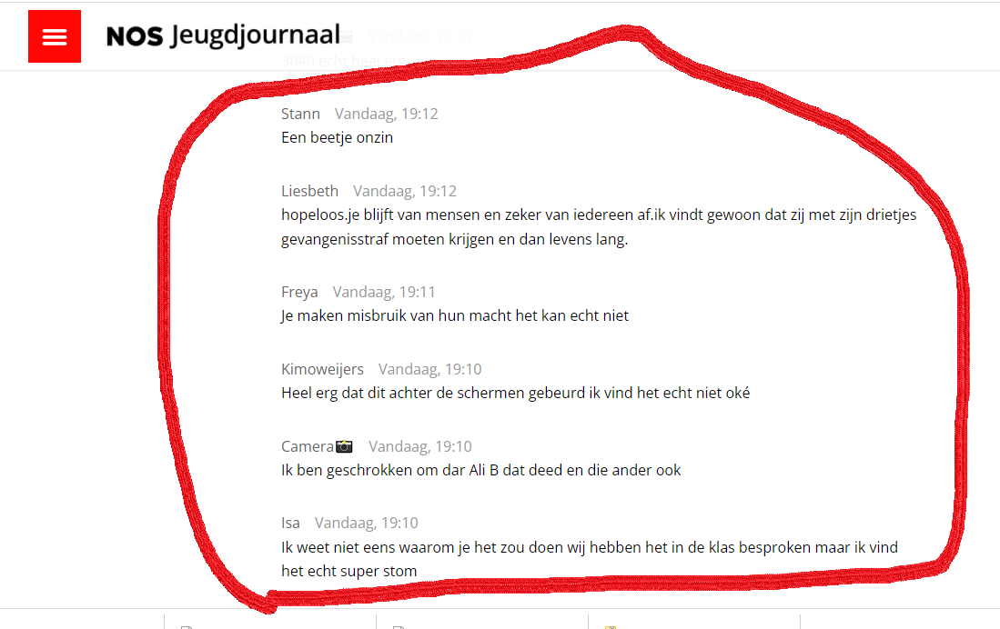 NOS Jeugdjournaal
Vandaag, 19:13
3040 echt heel erg
Stann Vandaag, 19:12
Een beetje onzin
Liesbeth Vandaag, 19:12
hopeloos.je blijft van mensen en zeker van iedereen af.ik vindt gewoon dat zij met zijn drietjes
gevangenisstraf moeten krijgen en dan levens lang.
Freya Vandaag, 19:11
Je maken misbruik van hun macht het kan echt niet
Kimoweijers Vandaag, 19:10
Heel erg dat dit achter de schermen gebeurd ik vind het echt niet oké
Camera📷 Vandaag, 19:10
Ik ben geschrokken om dar Ali B dat deed en die ander ook
Isa Vandaag, 19:10
Ik weet niet eens waarom je het zou doen wij hebben het in de klas besproken maar ik vind
het echt super stom